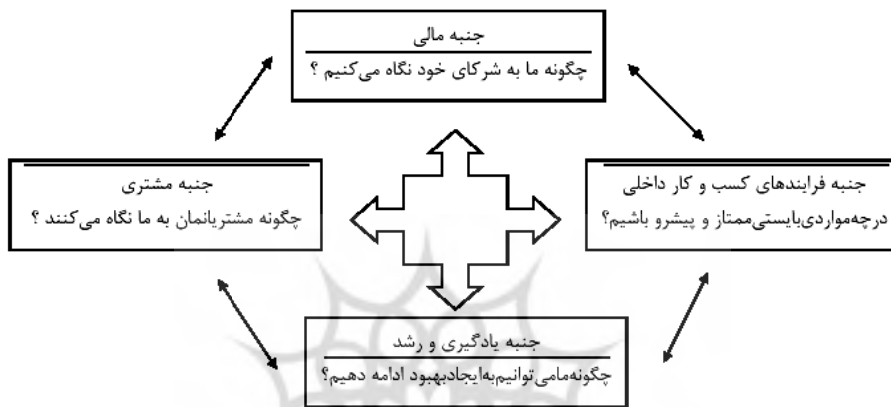 جنبه مالی
چگونه ما به شرکای خود نگاه می‌کنیم ؟
جنبه فرایندهای کسب و کار داخلی
درچه‌مواردی‌بایستی‌ممتاز و پیشرو باشیم؟
جنبه مشتری
چگونه مشتریانمان به ما نگاه می‌کنند ؟
جنبه یادگیری و رشد
چگونه‌مامی‌توانیم‌به‌ایجادبهبود ادامه دهیم؟